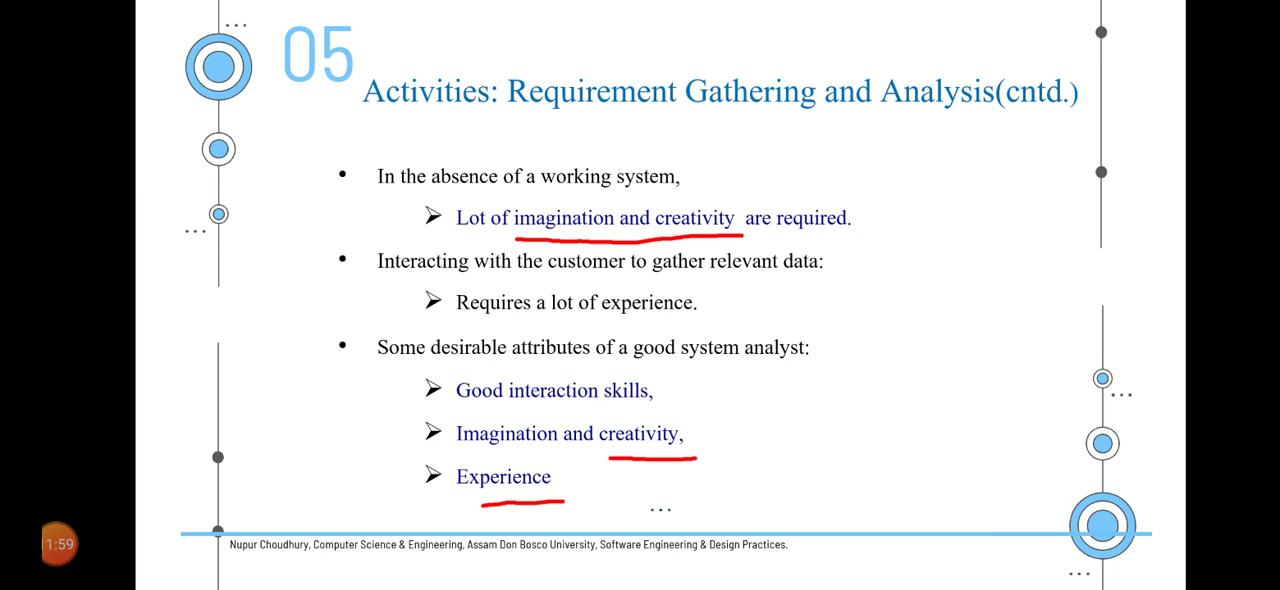 05
Activities: Requirement Gathering and Analysis(cntd.)
• In the absence of a working system,
➢ Lot of imagination and creativity are required.
• Interacting with the customer to gather relevant data:
➢ Requires a lot of experience.
• Some desirable attributes of a good system analyst:
➢ Good interaction skills,
➢ Imagination and creativity,
➢ Experience
Nupur Choudhury, Computer Science & Engineering, Assam Don Bosco University, Software Engineering & Design Practices.